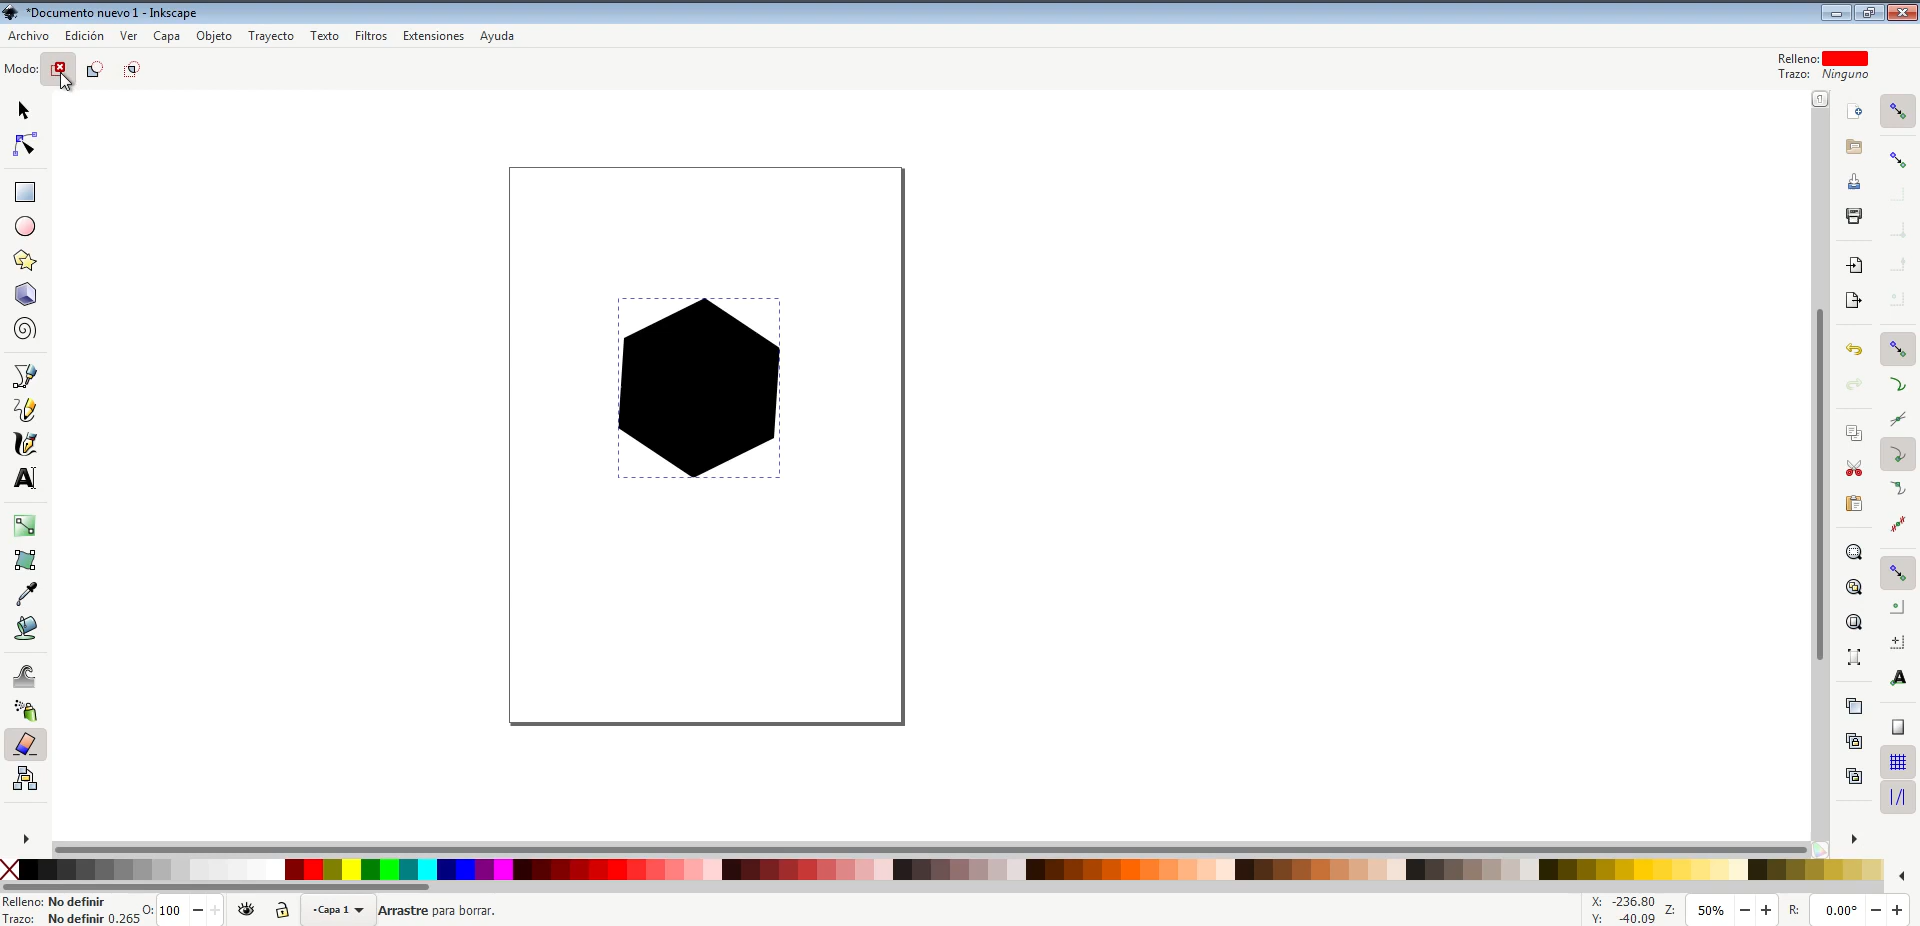 *Documento nuevo 1 - Inkscape
Archivo Edición Ver Capa Objeto Trayecto Texto Filtros Extensiones Ayuda
Modo:
Relleno:
Trazo: Ninguno
Relleno: No definir
Trazo: No definir 0.265
O: 100
·Capa 1
Arrastre para borrar.
X: -236.80
Y: -40.09
Z: 50%
R: 0.00°